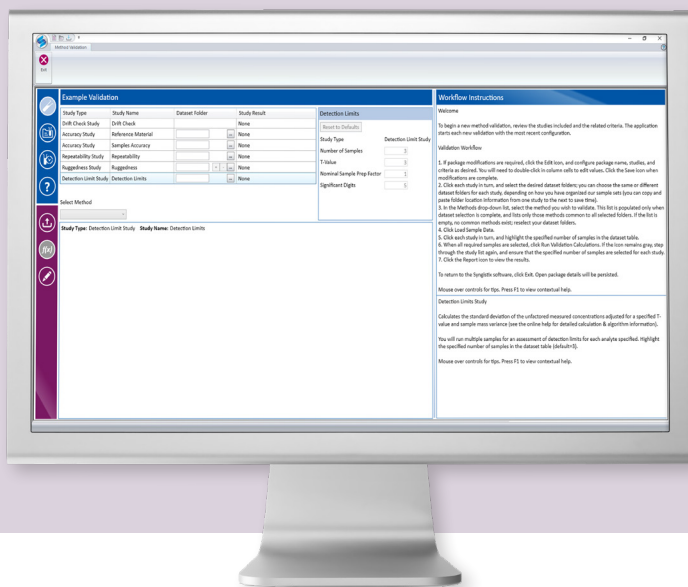 Method Validation
Exit
Example Validation
Study Type Study Name Dataset Folder Study Result
Drift Check Study Drift Check None
Accuracy Study Reference Material ... None
Accuracy Study Samples Accuracy ... None
Repeatability Study Repeatability ... None
Ruggedness Study Ruggedness + - ... None
Detection Limit Study Detection Limits ... None
Select Method
Study Type: Detection Limit Study Study Name: Detection Limits
Detection Limits
Reset to Defaults
Study Type Detection Limit Study
Number of Samples 3
T-Value 3
Nominal Sample Prep Factor 1
Significant Digits 5
Workflow Instructions
Welcome
To begin a new method validation, review the studies included and the related criteria. The application
starts each new validation with the most recent configuration.
Validation Workflow
1. If package modifications are required, click the Edit icon, and configure package name, studies, and
criteria as desired. You will need to double-click in column cells to edit values. Click the Save icon when
modifications are complete.
2. Click each study in turn, and select the desired dataset folders; you can choose the same or different
dataset folders for each study, depending on how you have organized our sample sets (you can copy and
paste folder location information from one study to the next to save time).
3. In the Methods drop-down list, select the method you wish to validate. This list is populated only when
dataset selection is complete, and lists only those methods common to all selected folders. If the list is
empty, no common methods exist; reselect your dataset folders.
4. Click Load Sample Data.
5. Click each study in turn, and highlight the specified number of samples in the dataset table.
6. When all required samples are selected, click Run Validation Calculations. If the icon remains grey, step
through the study list again, and ensure that the specified number of samples are selected for each study.
7. Click the Report icon to view the results.
To return to the Syngistix software, click Exit. Open package details will be persisted.
Mouse over controls for tips. Press F1 to view contextual help.
Detection Limits Study
Calculates the standard deviation of the unfactored measured concentrations adjusted for a specified T-
value and sample mass varience (see the online help for detailed calculation & algorithm information).
You will run multiple samples for an assessment of detection limits for each analyte specified. Highlight
the specified number of samples in the dataset table (default=3).
Mouse over controls for tips. Press F1 to view contextual help.
?
f(x)